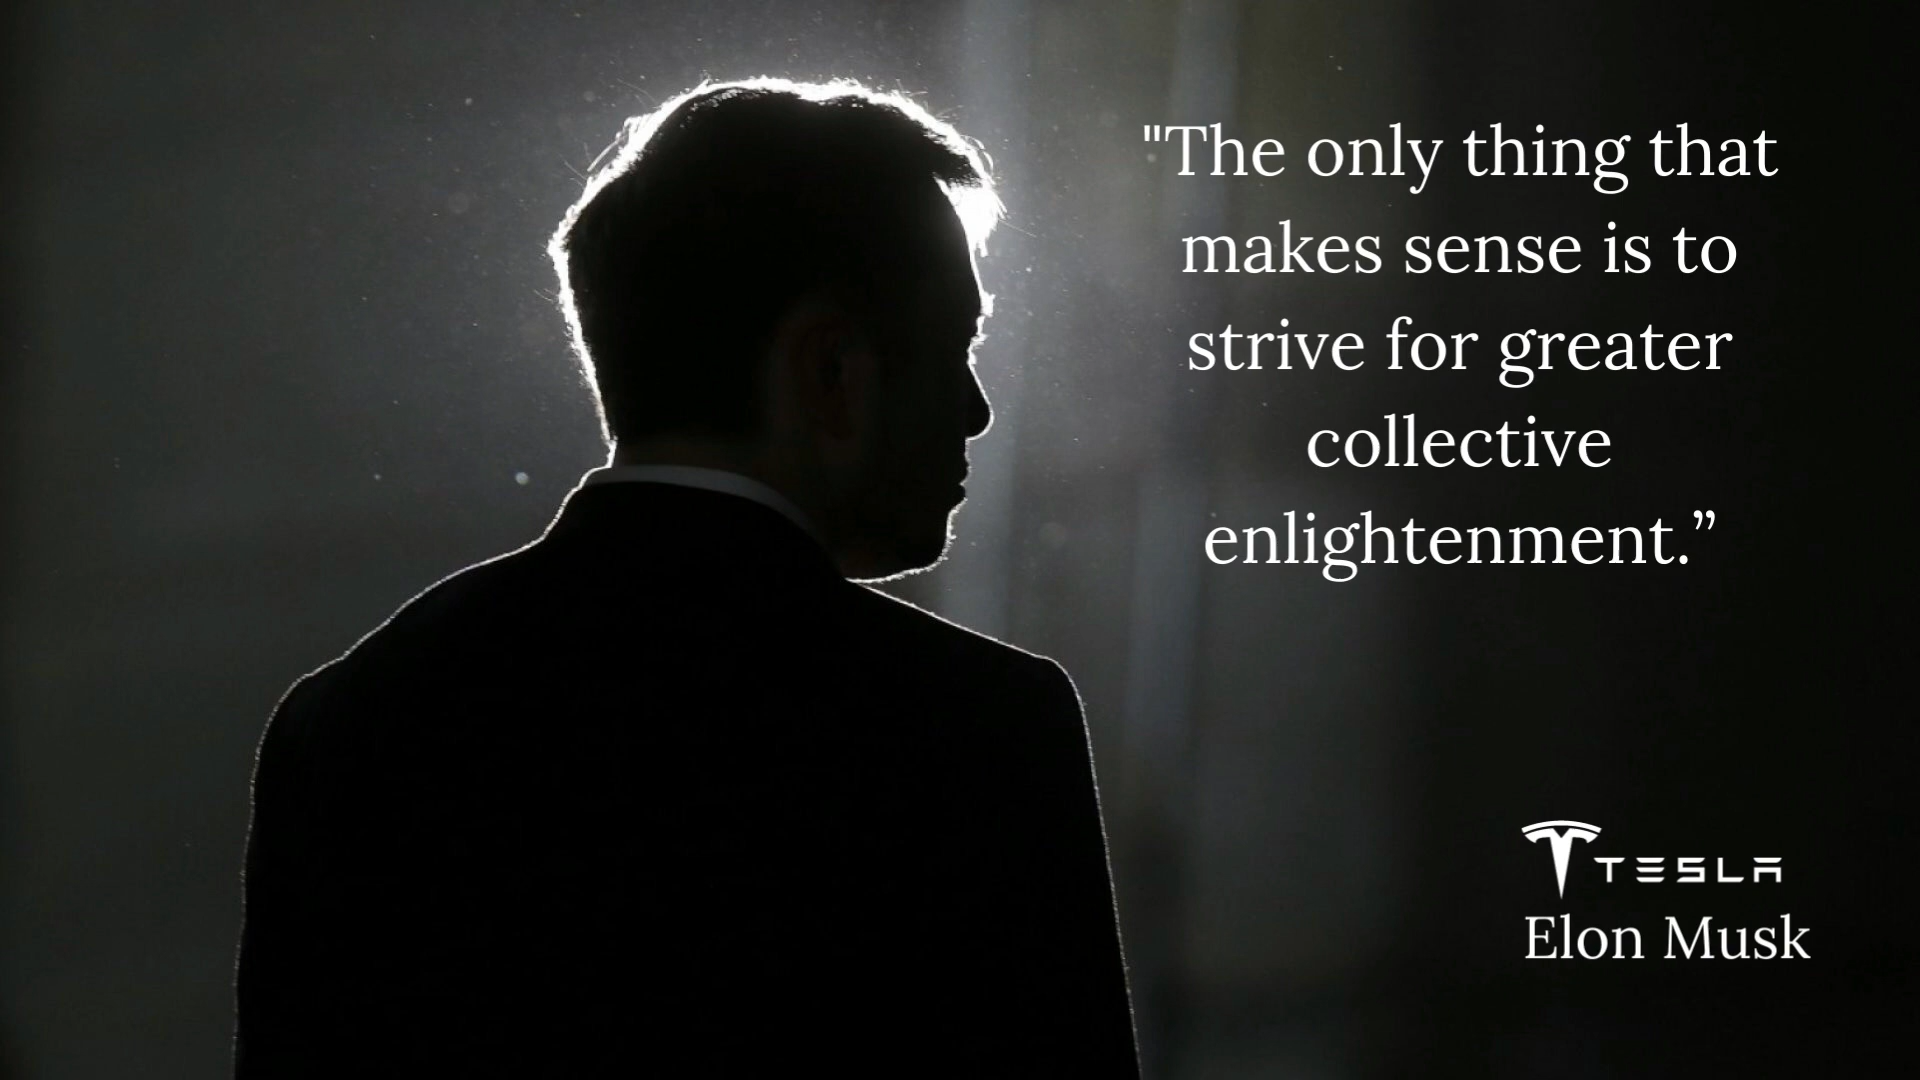 "The only thing that
makes sense is to
strive for greater
collective
enlightenment.”
TESLA
Elon Musk